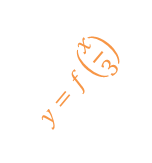 y = f(x/3)